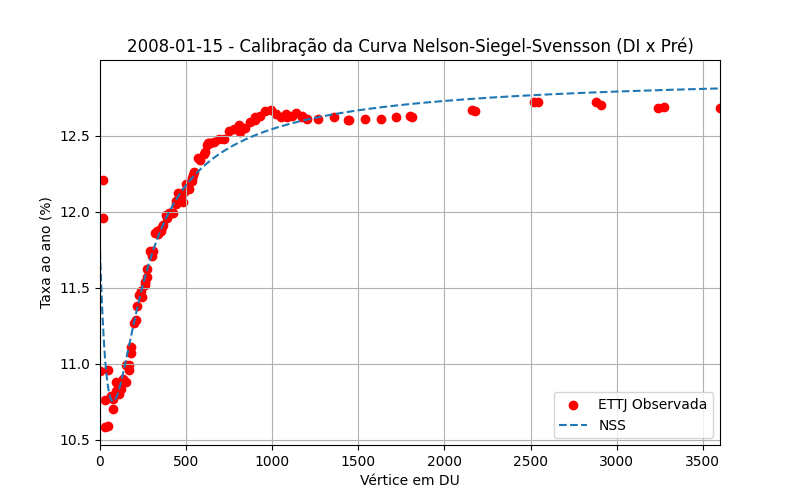 2008-01-15 - Calibração da Curva Nelson-Siegel-Svensson (DI x Pré)
Taxa ao ano (%)
12.5
12.0
11.5
11.0
10.5
0 500 1000 1500 2000 2500 3000 3500
Vértice em DU
ETTJ Observada
NSS